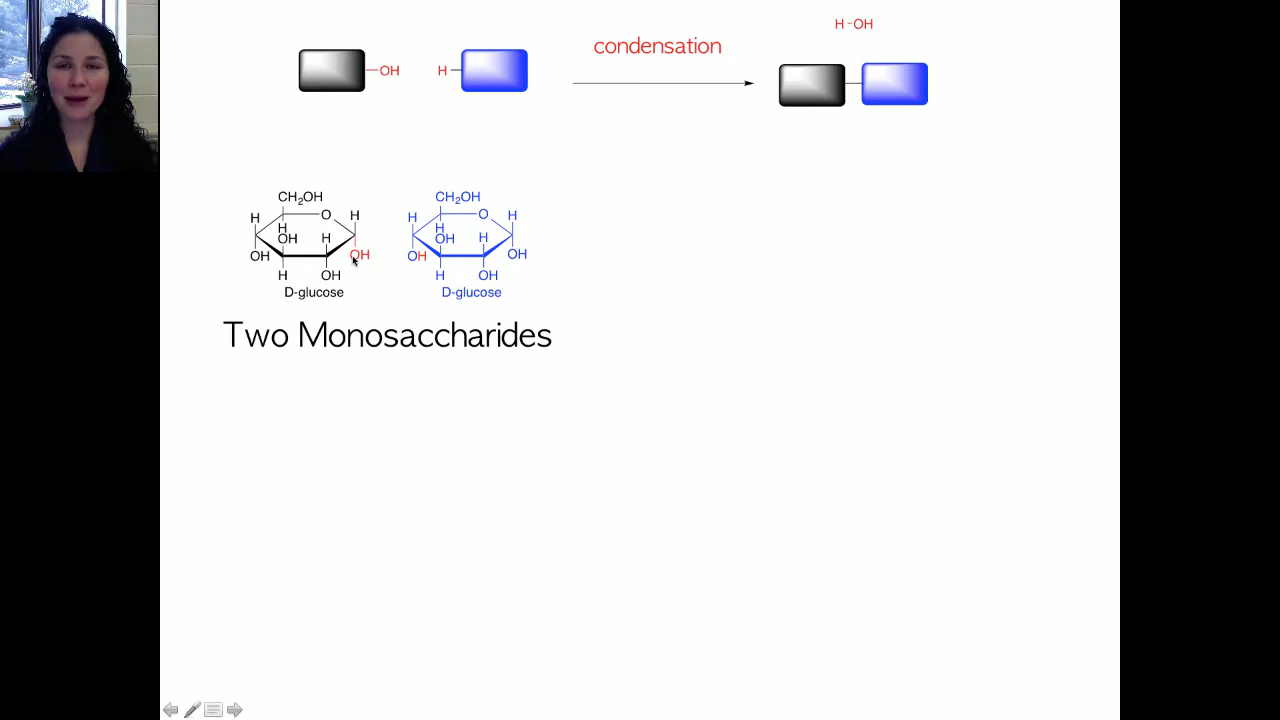 H-OH
condensation
OH H
CH2OH CH2OH
H O H H O H
H H
OH H OH H
OH OH OH OH
H OH H OH
D-glucose D-glucose
Two Monosaccharides